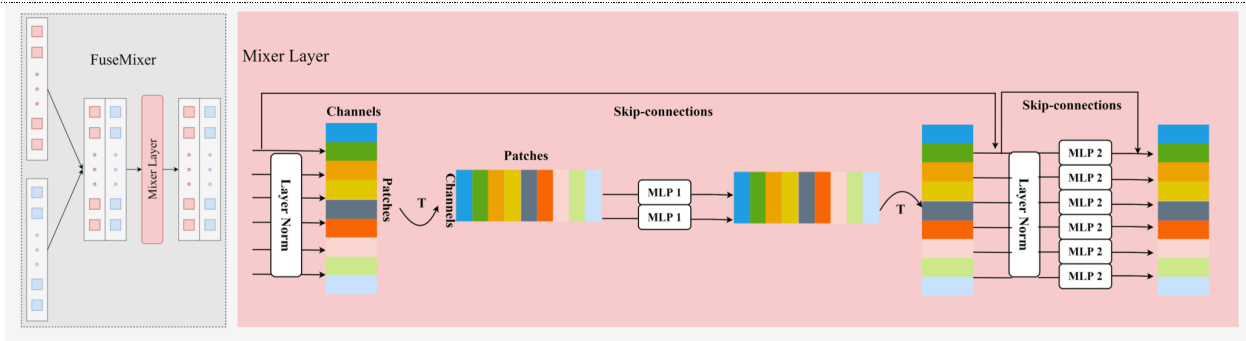 FuseMixer
Mixer Layer
Mixer Layer
Channels
Skip-connections
Skip-connections
Layer Norm
Patches
T
Patches
Channels
MLP 1
MLP 1
T
Layer Norm
MLP 2
MLP 2
MLP 2
MLP 2
MLP 2
MLP 2